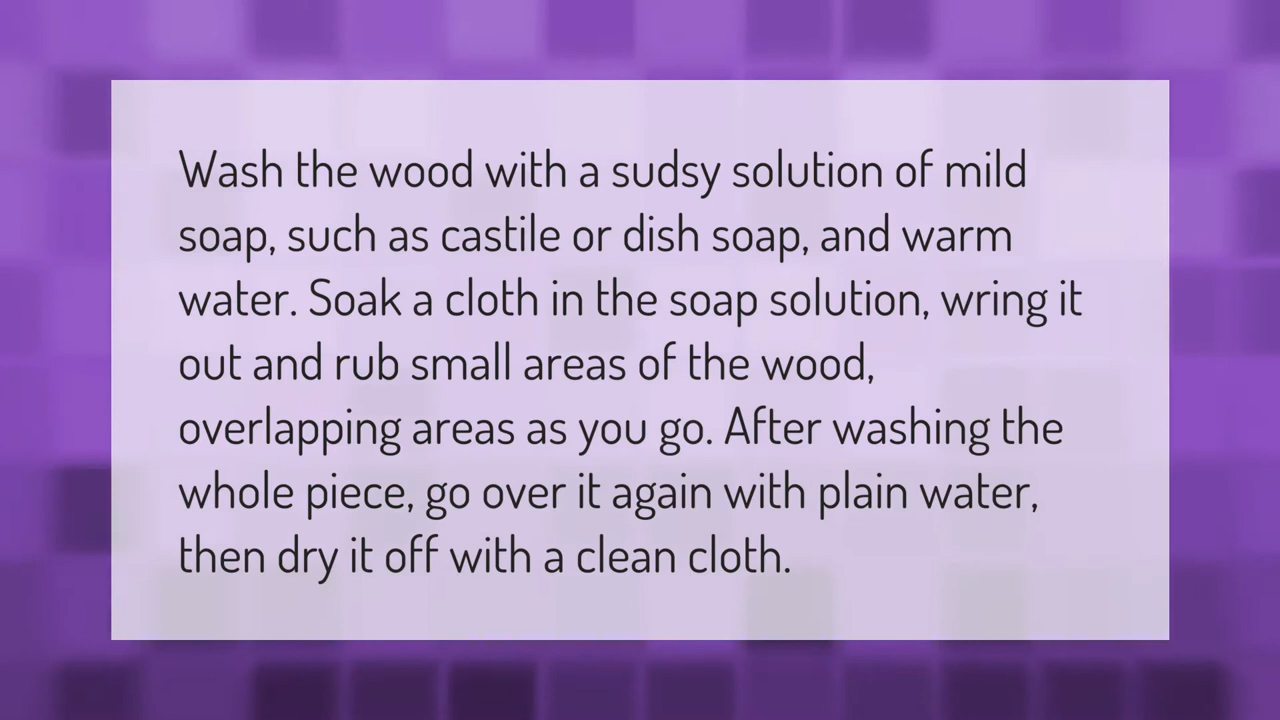 Wash the wood with a sudsy solution of mild
soap, such as castile or dish soap, and warm
water. Soak a cloth in the soap solution, wring it
out and rub small areas of the wood,
overlapping areas as you go. After washing the
whole piece, go over it again with plain water,
then dry it off with a clean cloth.